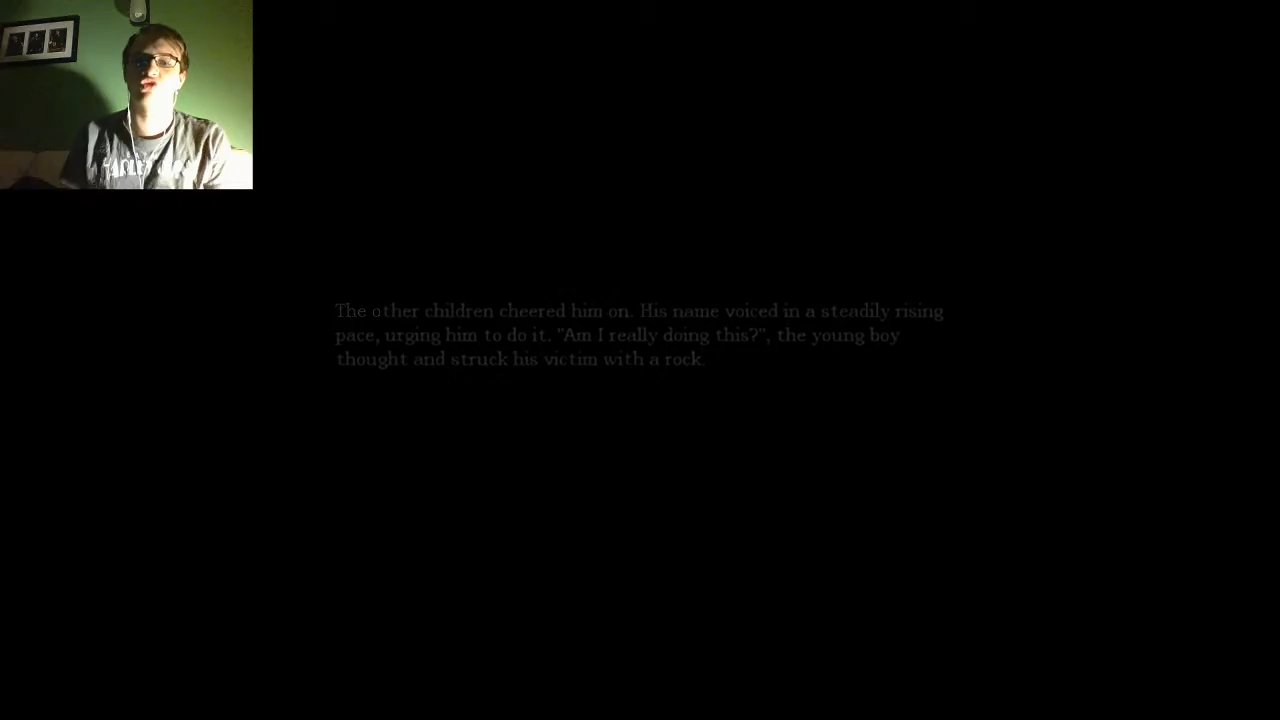 The other children cheered him on. His name voiced in a steadily rising
pace, urging him to do it. "Am I really doing this?", the young boy
thought and struck his victim with a rock.